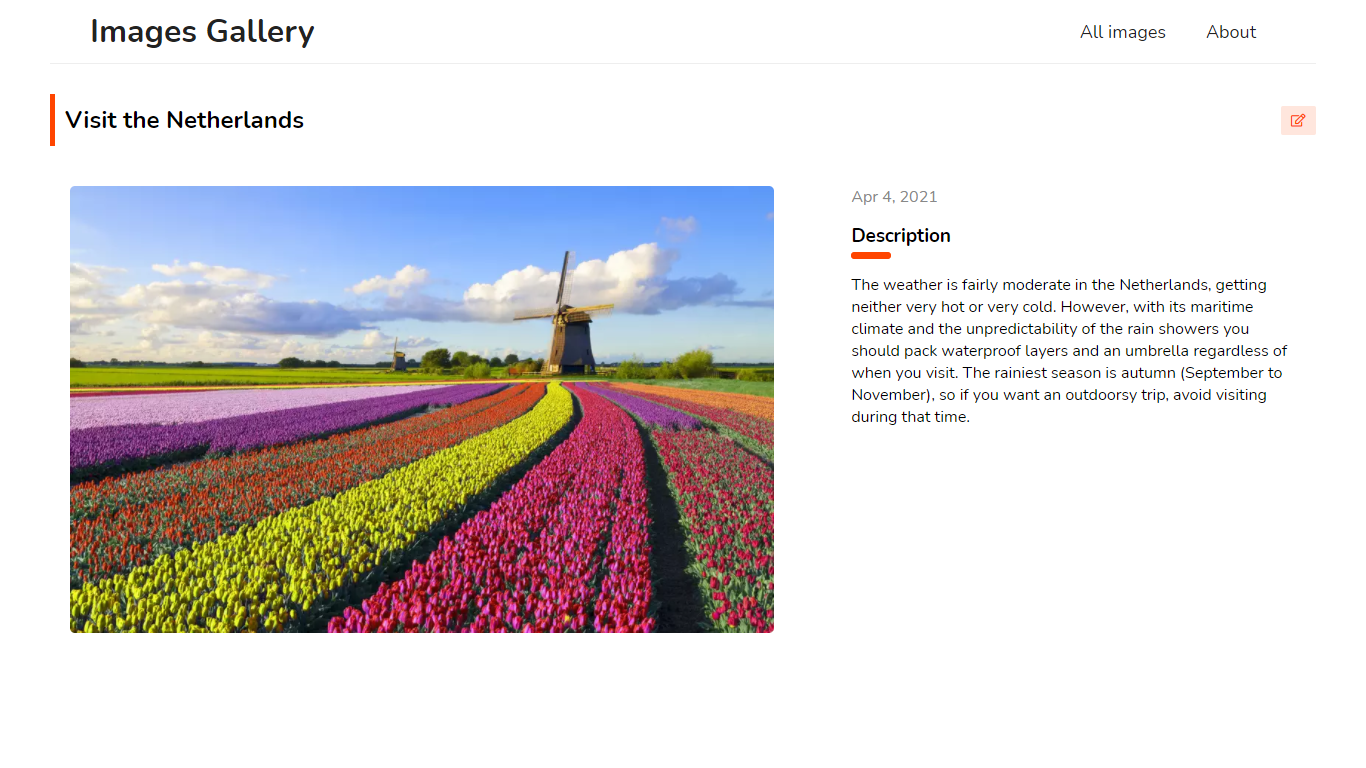 Images Gallery
All images
About
Visit the Netherlands
Apr 4, 2021
Description
The weather is fairly moderate in the Netherlands, getting
neither very hot or very cold. However, with its maritime
climate and the unpredictability of the rain showers you
should pack waterproof layers and an umbrella regardless of
when you visit. The rainiest season is autumn (September to
November), so if you want an outdoorsy trip, avoid visiting
during that time.